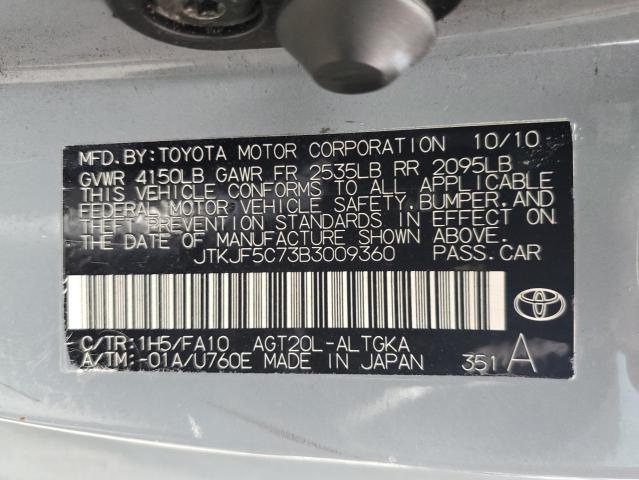 MFD. BY: TOYOTA MOTOR CORPORATION 10/10
GVWR 4150LB GAWR FR 2535LB RR 2095LB
THIS VEHICLE CONFORMS TO ALL APPLICABLE
FEDERAL MOTOR VEHICLE SAFETY, BUMPER, AND
THEFT PREVENTION STANDARDS IN EFFECT ON
THE DATE OF MANUFACTURE SHOWN ABOVE.
JTKJF5C73B3009360 PASS. CAR
C/TR: 1H5/FA10 AGT20L-ALTGKA
A/TM: -01A/U760E MADE IN JAPAN 351 A